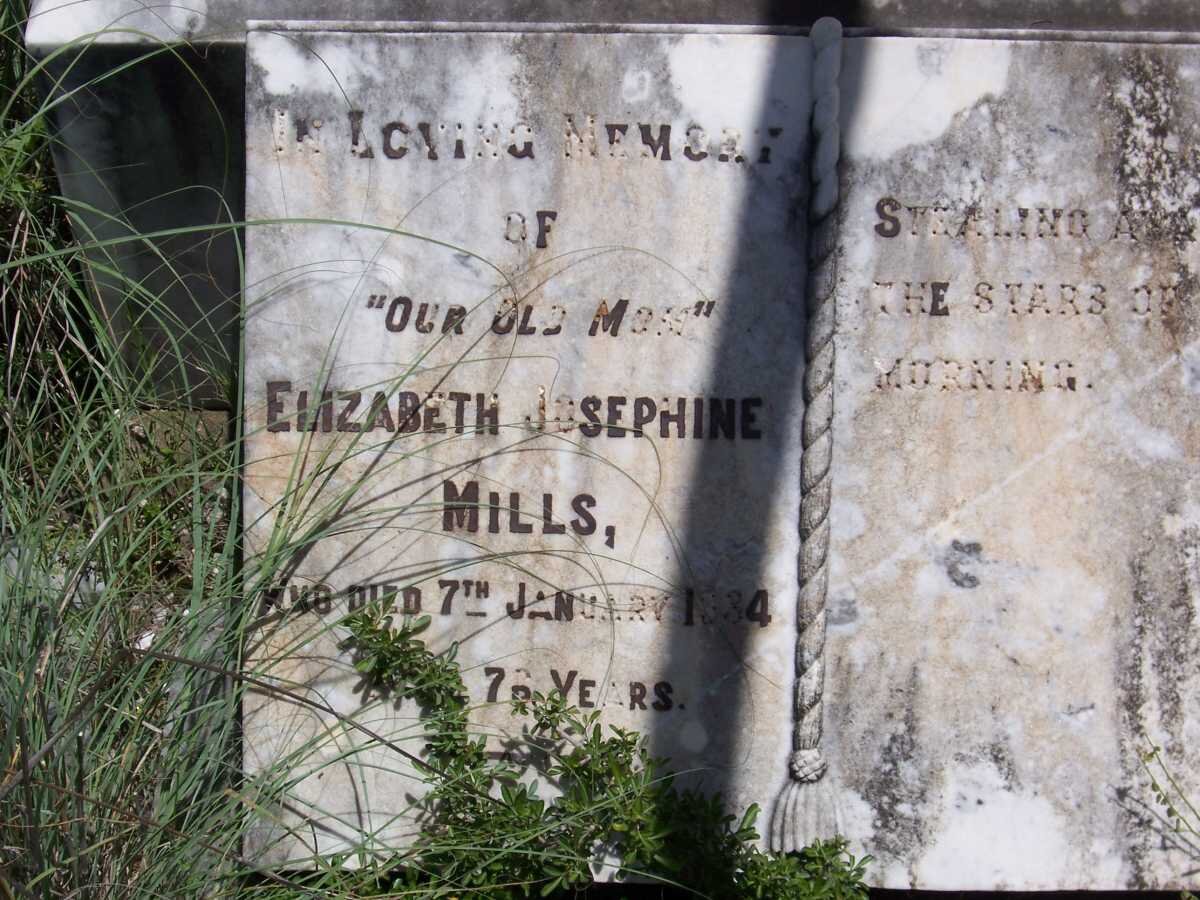 In Loving Memory
of
"Our Old Mom"
Elizabeth Josephine
Mills,
who died 7th January 1934
Years.
Stealing
the stars of
morning.